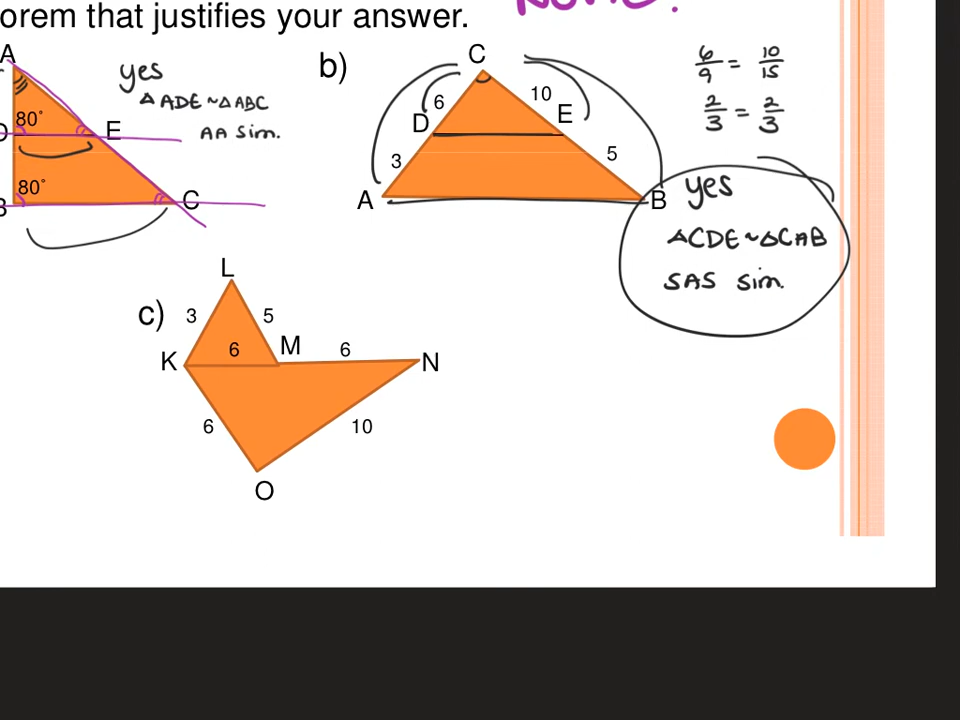 orem that justifies your answer.
A
80°
E
80°
C
yes
△ADE~△ABC
AA sim.
b)
C
6
10
D
E
3
5
A
B
6/9 = 10/15
2/3 = 2/3
yes
△CDE~△CAB
SAS sim.
c)
L
3
5
6
M
6
K
N
6
10
O